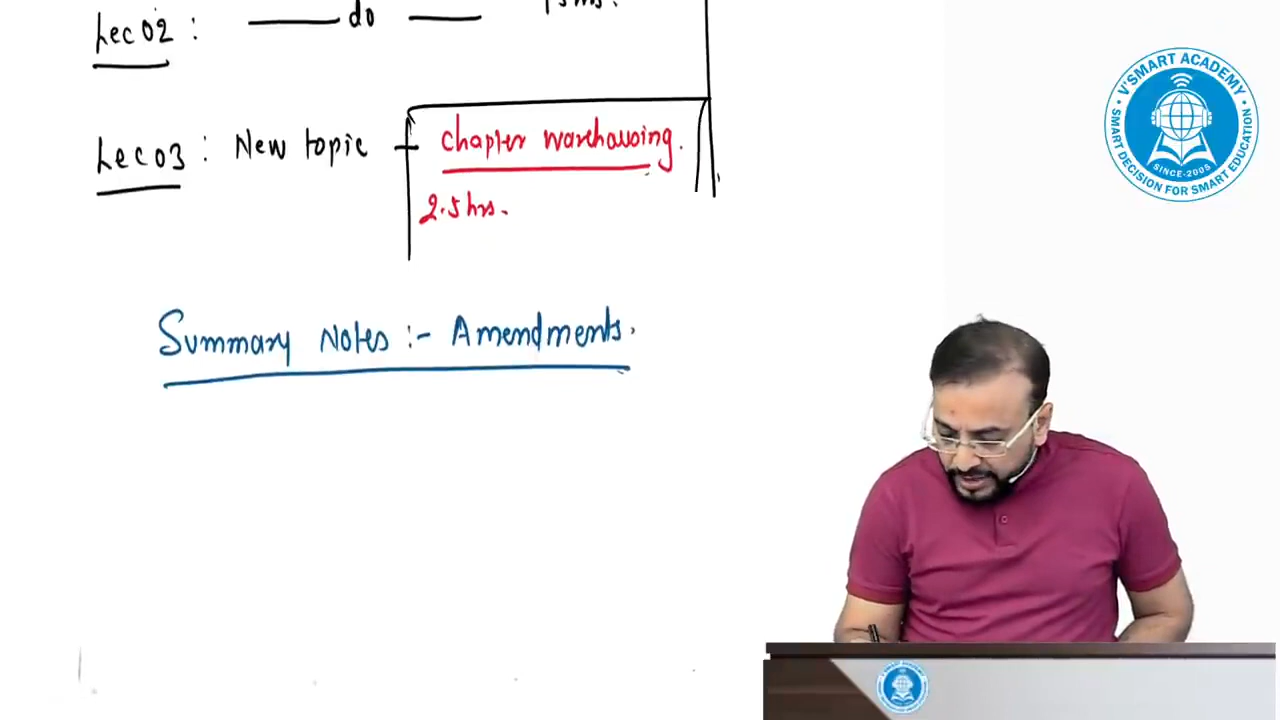 Lec 02 : —— do ——
Lec 03 : New topic - Chapter warehousing.
2.5 hrs.
Summary Notes :- Amendments.
V'SMART ACADEMY
SMART DECISION FOR SMART EDUCATION
SINCE-2005